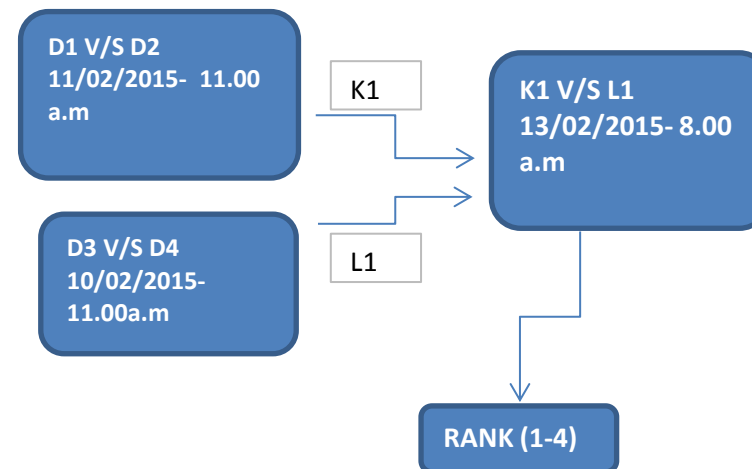 D1 V/S D2
11/02/2015- 11.00
a.m
K1
K1 V/S L1
13/02/2015- 8.00
a.m
D3 V/S D4
10/02/2015-
11.00a.m
L1
RANK (1-4)